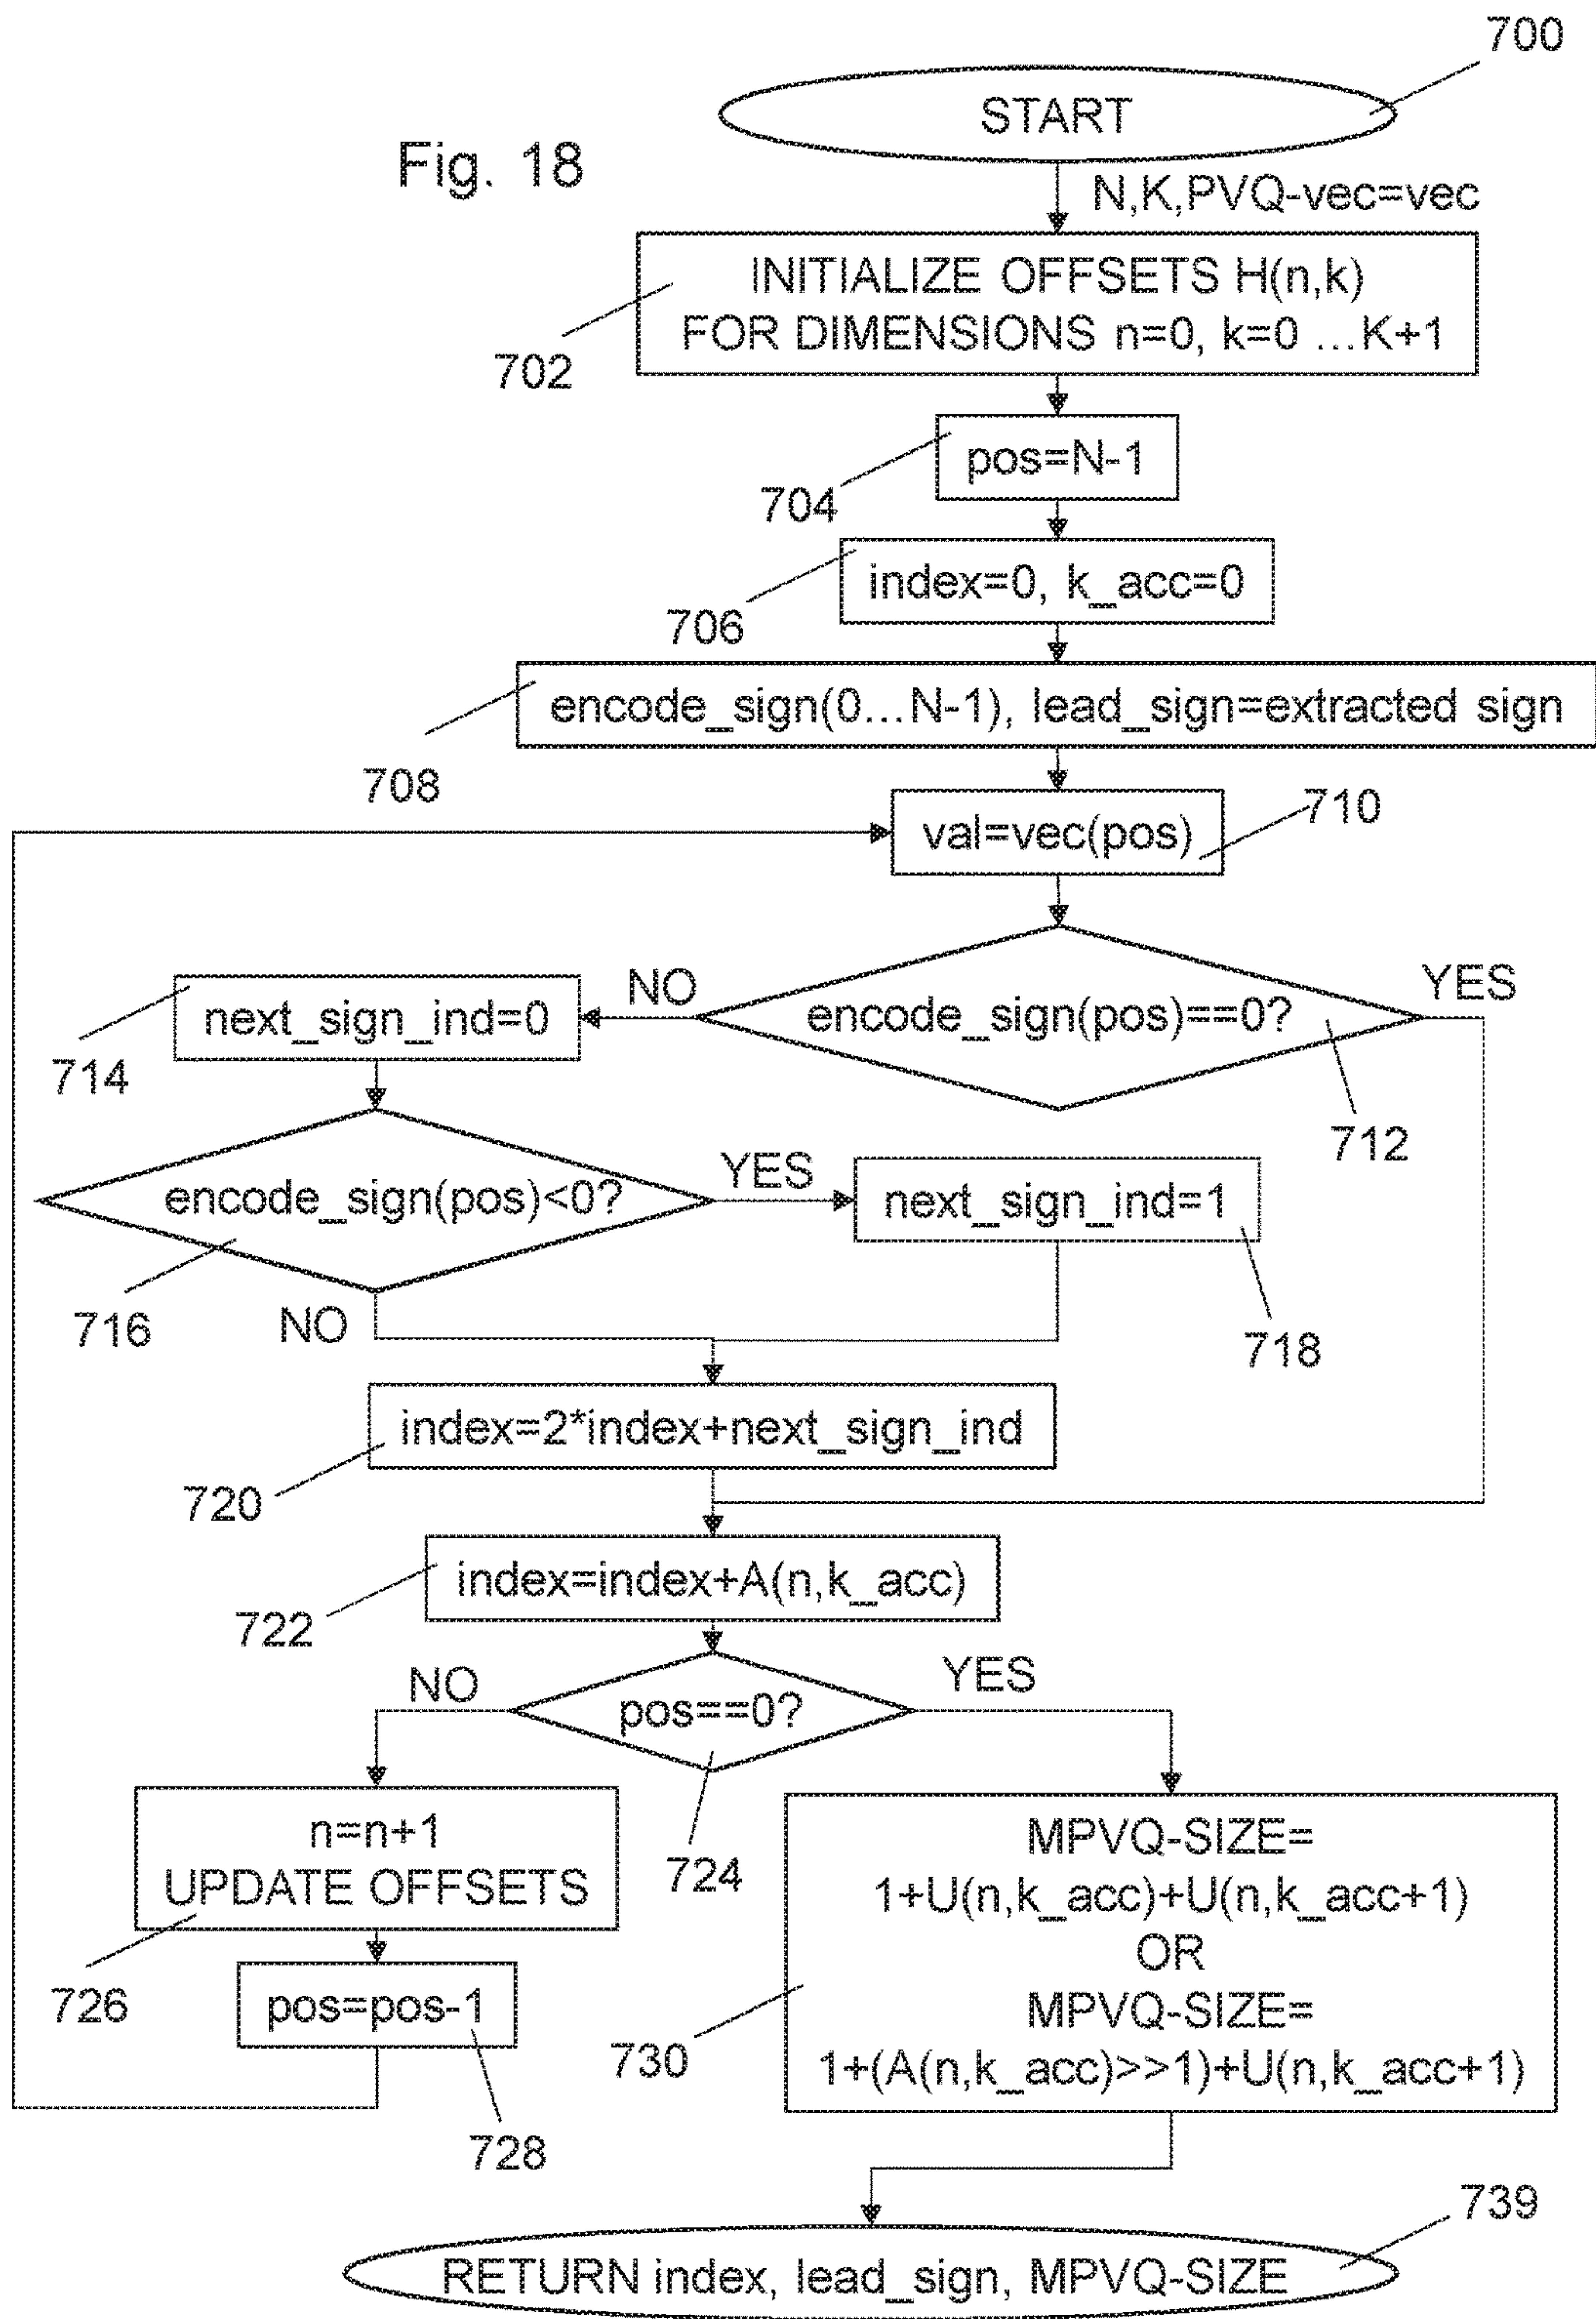 700
START
Fig. 18
N,K,PVQ-vec=vec
INITIALIZE OFFSETS H(n,k)
FOR DIMENSIONS n=0, k=0 ...K+1
702
pos=N-1
704
index=0, k_acc=0
706
encode_sign(0...N-1), lead_sign=extracted sign
708
710
val=vec(pos)
NO
YES
next_sign_ind=0
encode_sign(pos)==0?
714
712
YES
encode_sign(pos)<0?
next_sign_ind=1
716
NO
718
index=2*index+next_sign_ind
720
index=index+A(n,k_acc)
722
NO
YES
pos==0?
n=n+1
UPDATE OFFSETS
724
MPVQ-SIZE=
1+U(n,k_acc)+U(n,k_acc+1)
OR
MPVQ-SIZE=
1+(A(n,k_acc)>>1)+U(n,k_acc+1)
726
pos=pos-1
730
728
739
RETURN index, lead_sign, MPVQ-SIZE